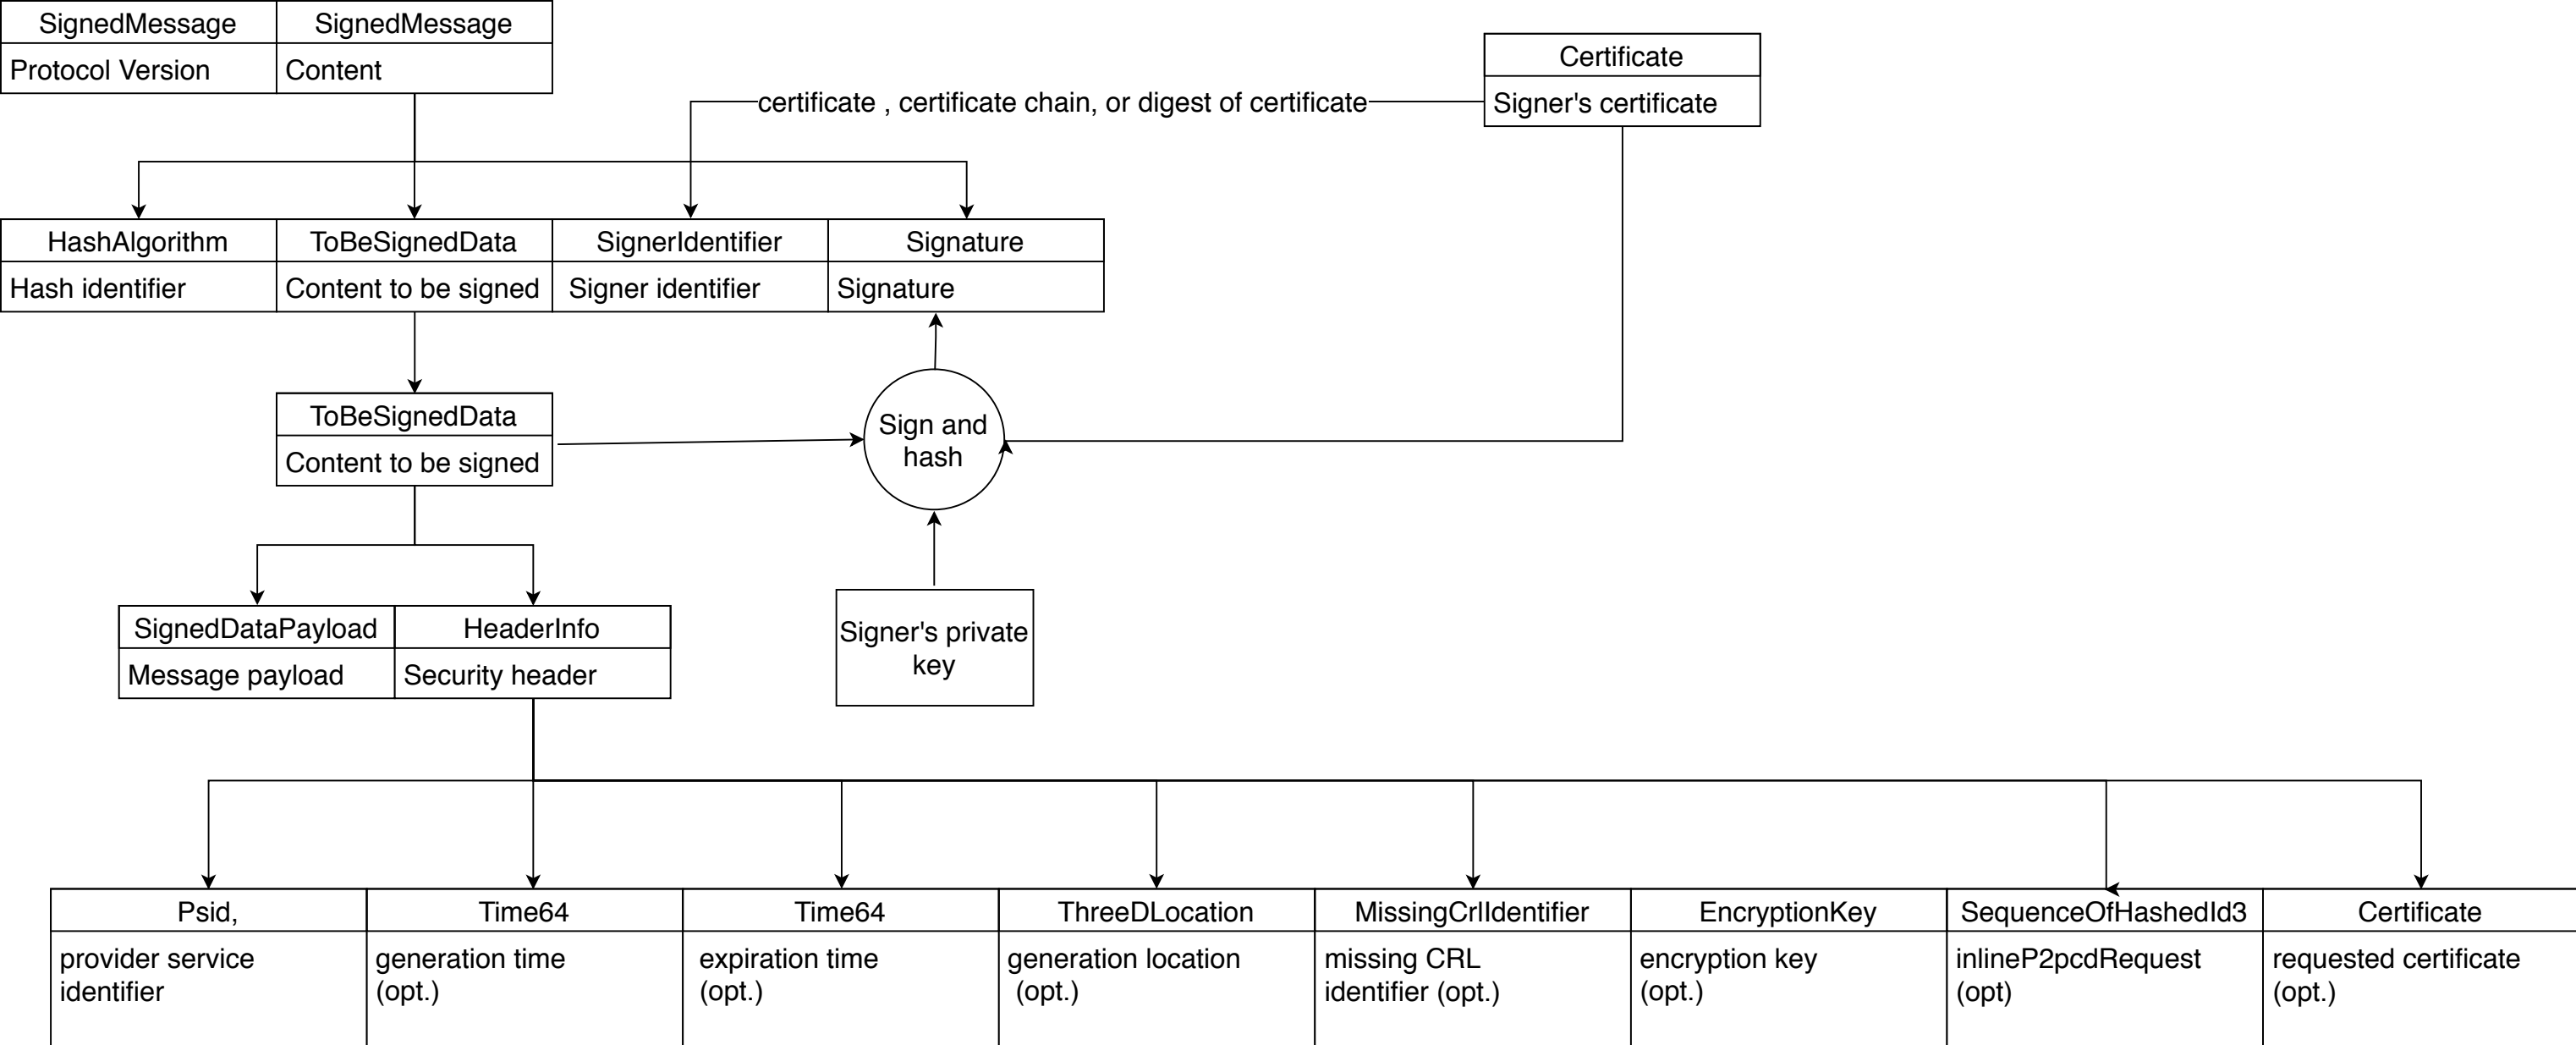 SignedMessage
SignedMessage
Protocol Version
Content
Certificate
Signer's certificate
certificate , certificate chain, or digest of certificate
HashAlgorithm
ToBeSignedData
SignerIdentifier
Signature
Hash identifier
Content to be signed
Signer identifier
Signature
ToBeSignedData
Content to be signed
Sign and
hash
SignedDataPayload
HeaderInfo
Message payload
Security header
Signer's private
key
Psid,
Time64
Time64
ThreeDLocation
MissingCrlIdentifier
EncryptionKey
SequenceOfHashedId3
Certificate
provider service
identifier
generation time
(opt.)
expiration time
(opt.)
generation location
(opt.)
missing CRL
identifier (opt.)
encryption key
(opt.)
inlineP2pcdRequest
(opt)
requested certificate
(opt.)